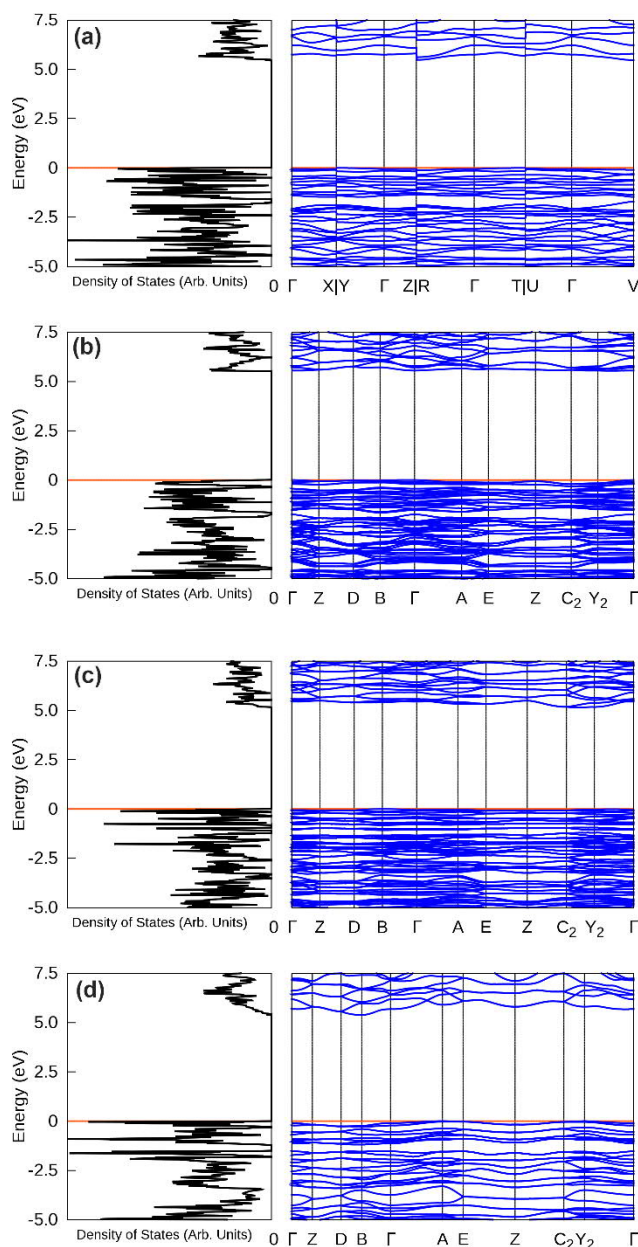 (a)
7.5
5.0
2.5
0
-2.5
-5.0
Energy (eV)
Density of States (Arb. Units) 0 Γ X|Y Γ Z|R Γ T|U Γ V
(b)
7.5
5.0
2.5
0
-2.5
-5.0
Energy (eV)
Density of States (Arb. Units) 0 Γ Z D B Γ A E Z C₂ Y₂ Γ
(c)
7.5
5.0
2.5
0
-2.5
-5.0
Energy (eV)
Density of States (Arb. Units) 0 Γ Z D B Γ A E Z C₂ Y₂ Γ
(d)
7.5
5.0
2.5
0
-2.5
-5.0
Energy (eV)
Density of States (Arb. Units) 0 Γ Z D B Γ A E Z C₂ Y₂ Γ